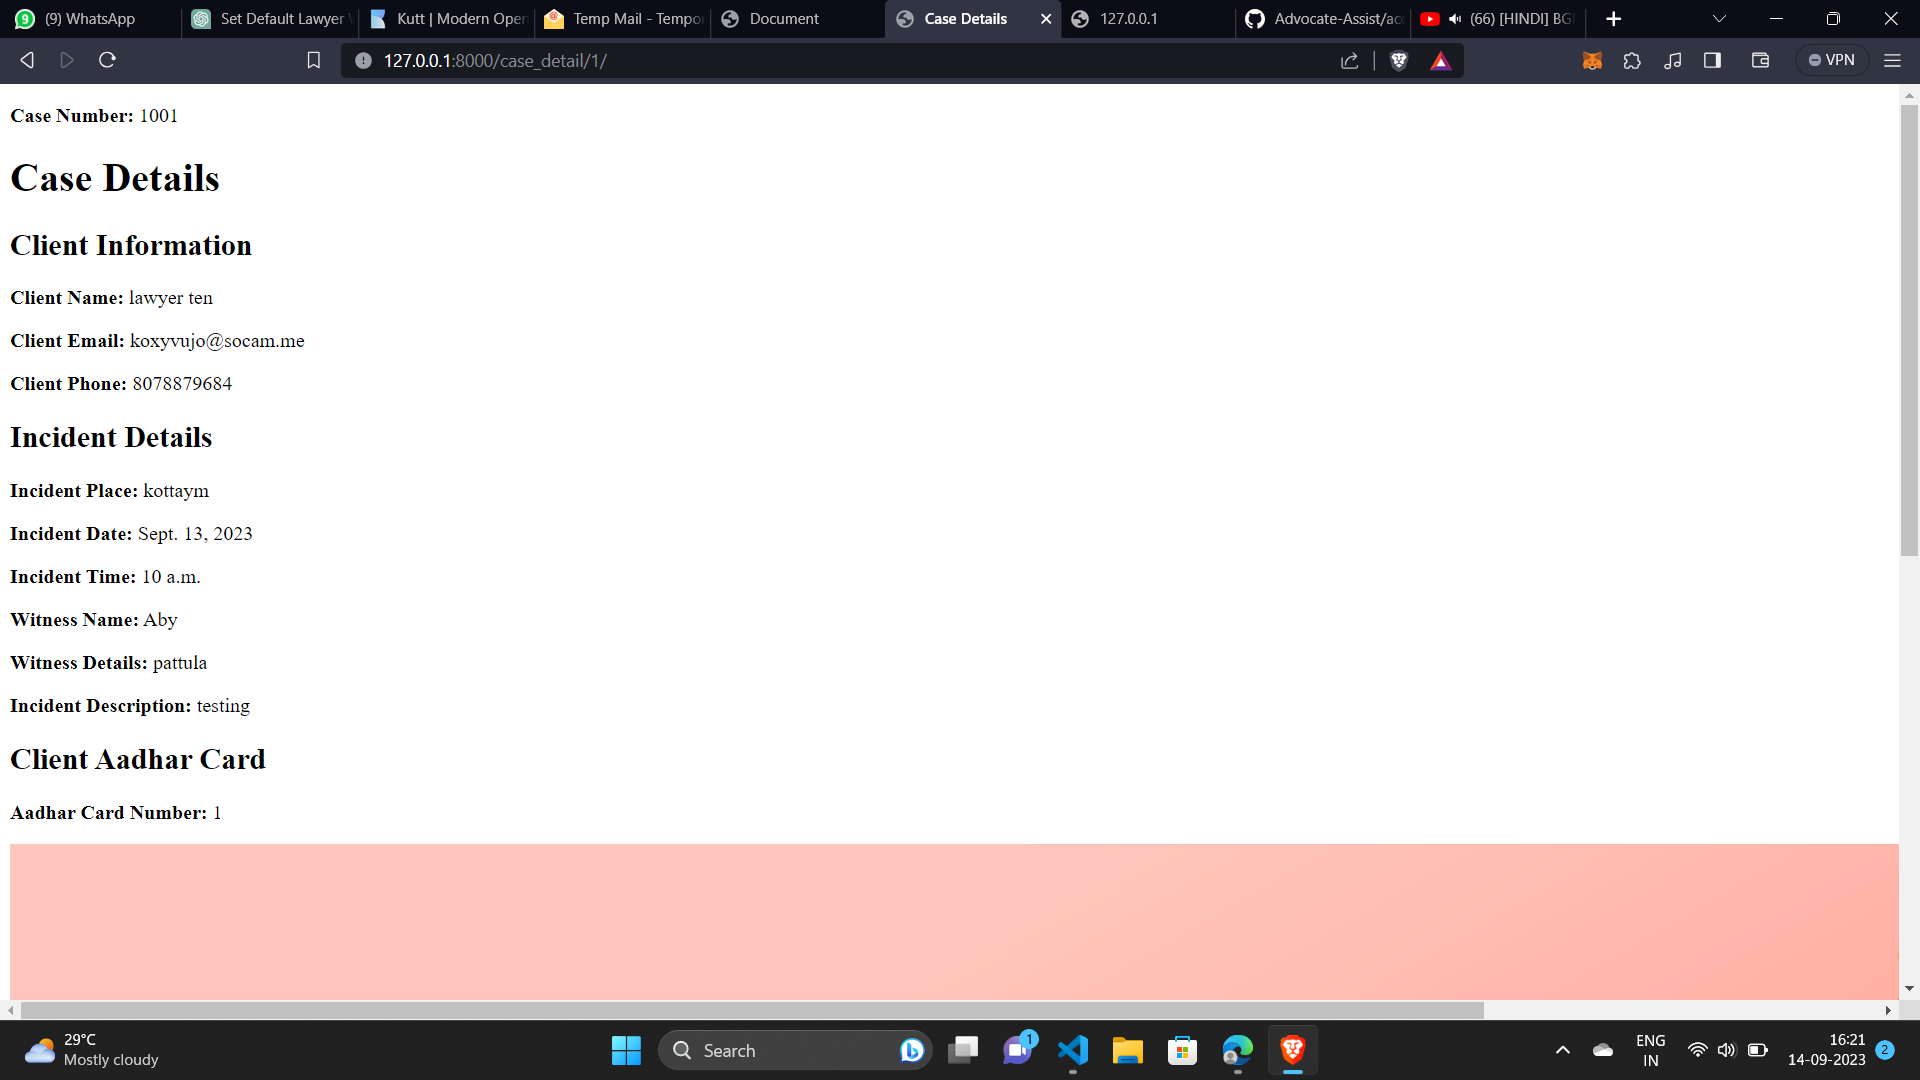 (9) WhatsApp
Set Default Lawyer
Kutt | Modern Open
Temp Mail - Tempor
Document
Case Details
127.0.0.1
Advocate-Assist/acc
(66) [HINDI] BG
127.0.0.1:8000/case_detail/1/
VPN
Case Number: 1001
Case Details
Client Information
Client Name: lawyer ten
Client Email: koxyvujo@socam.me
Client Phone: 8078879684
Incident Details
Incident Place: kottaym
Incident Date: Sept. 13, 2023
Incident Time: 10 a.m.
Witness Name: Aby
Witness Details: pattula
Incident Description: testing
Client Aadhar Card
Aadhar Card Number: 1
29°C
Mostly cloudy
Search
1
ENG
IN
16:21
14-09-2023
2